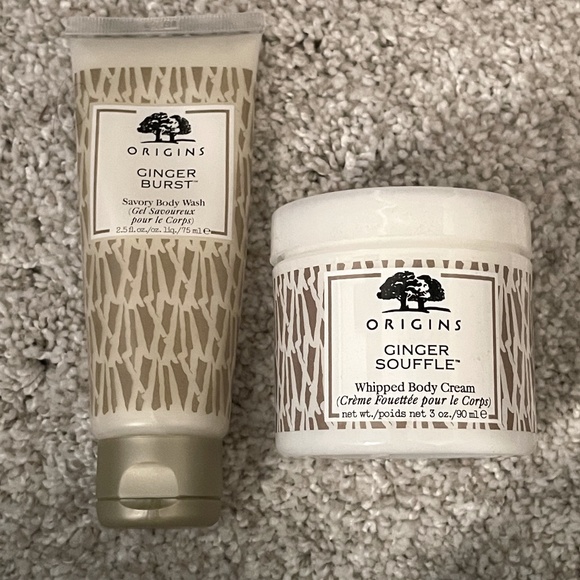 ORIGINS
GINGER
BURST™
Savory Body Wash
(Gel Savoureux
pour le Corps)
2.5 fl.oz./oz. liq./75 ml ℮
ORIGINS
GINGER
SOUFFLE™
Whipped Body Cream
(Crème Fouettée pour le Corps)
net wt./poids net 3 oz./90 ml ℮